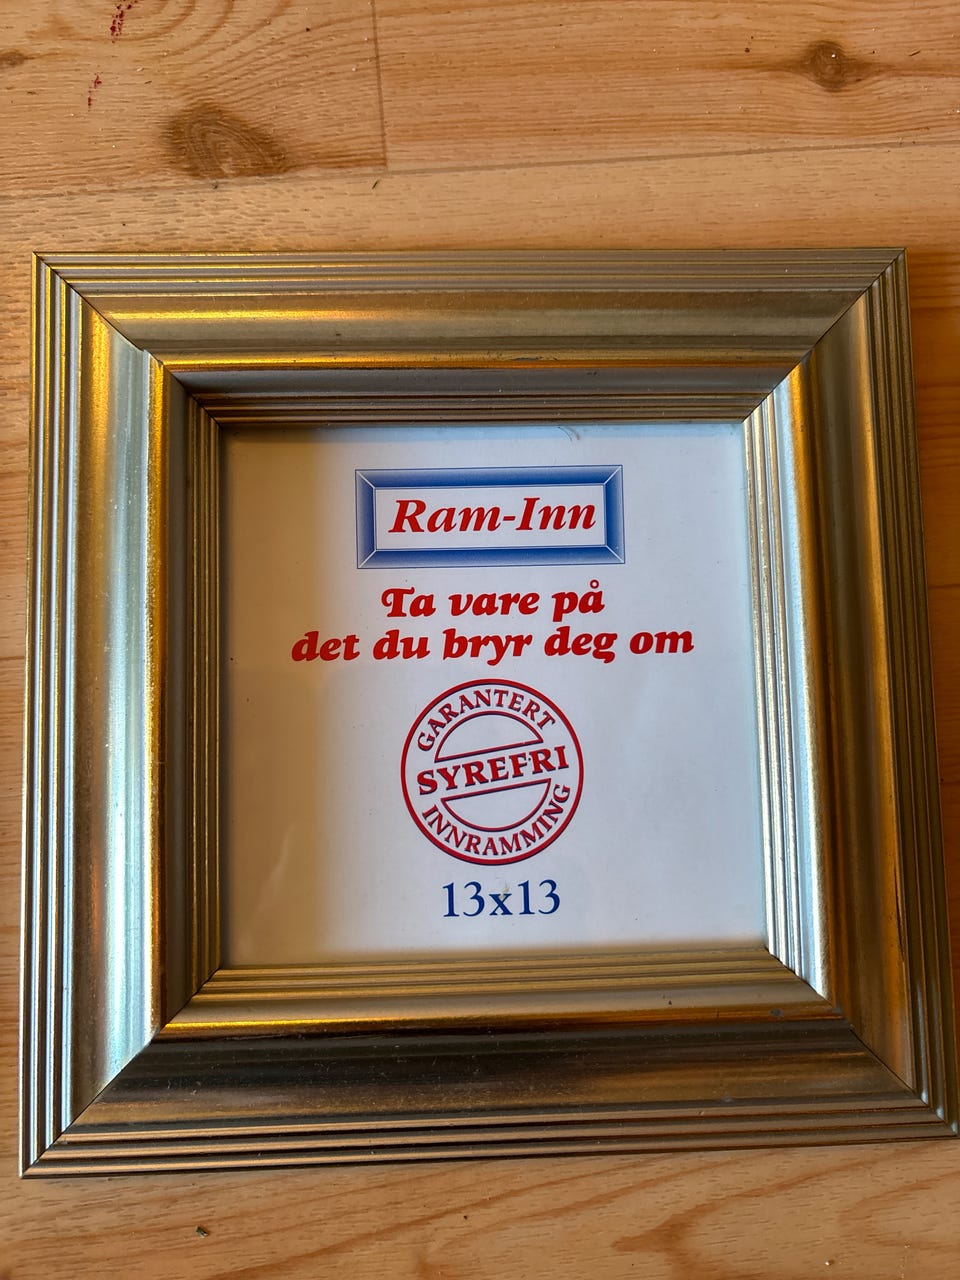 Ram-Inn
Ta vare på
det du bryr deg om
GARANTERT
SYREFRI
INNRAMMING
13x13